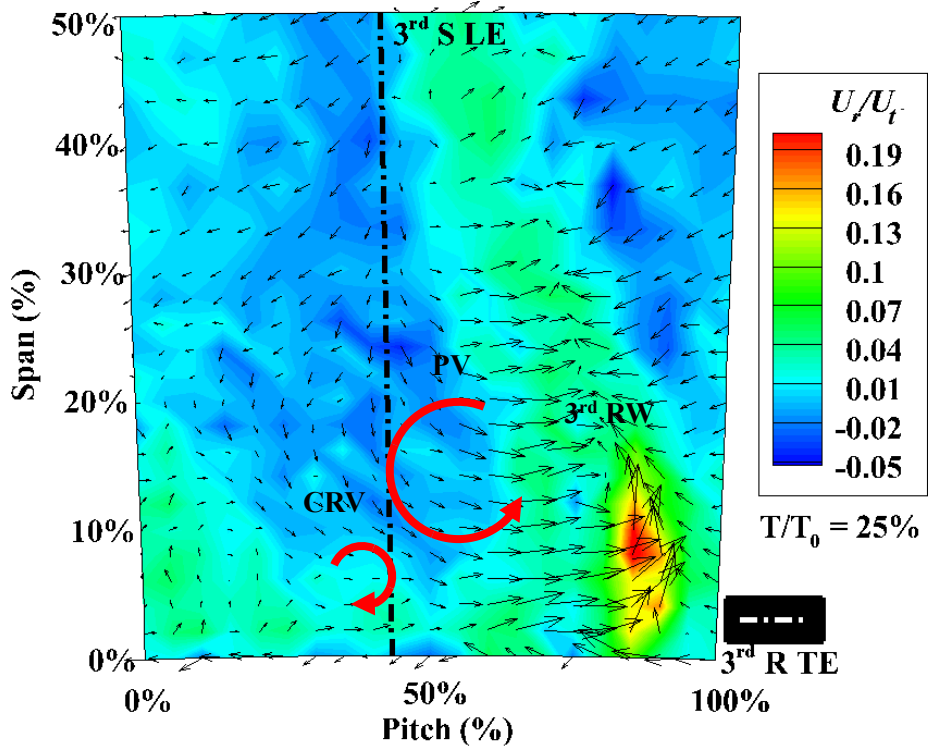 50%
40%
30%
20%
10%
0%
Span (%)
3rd S LE
PV
3rd RW
CRV
0%
50%
100%
Pitch (%)
Ur/Ut
0.19
0.16
0.13
0.1
0.07
0.04
0.01
-0.02
-0.05
T/T0 = 25%
3rd R TE